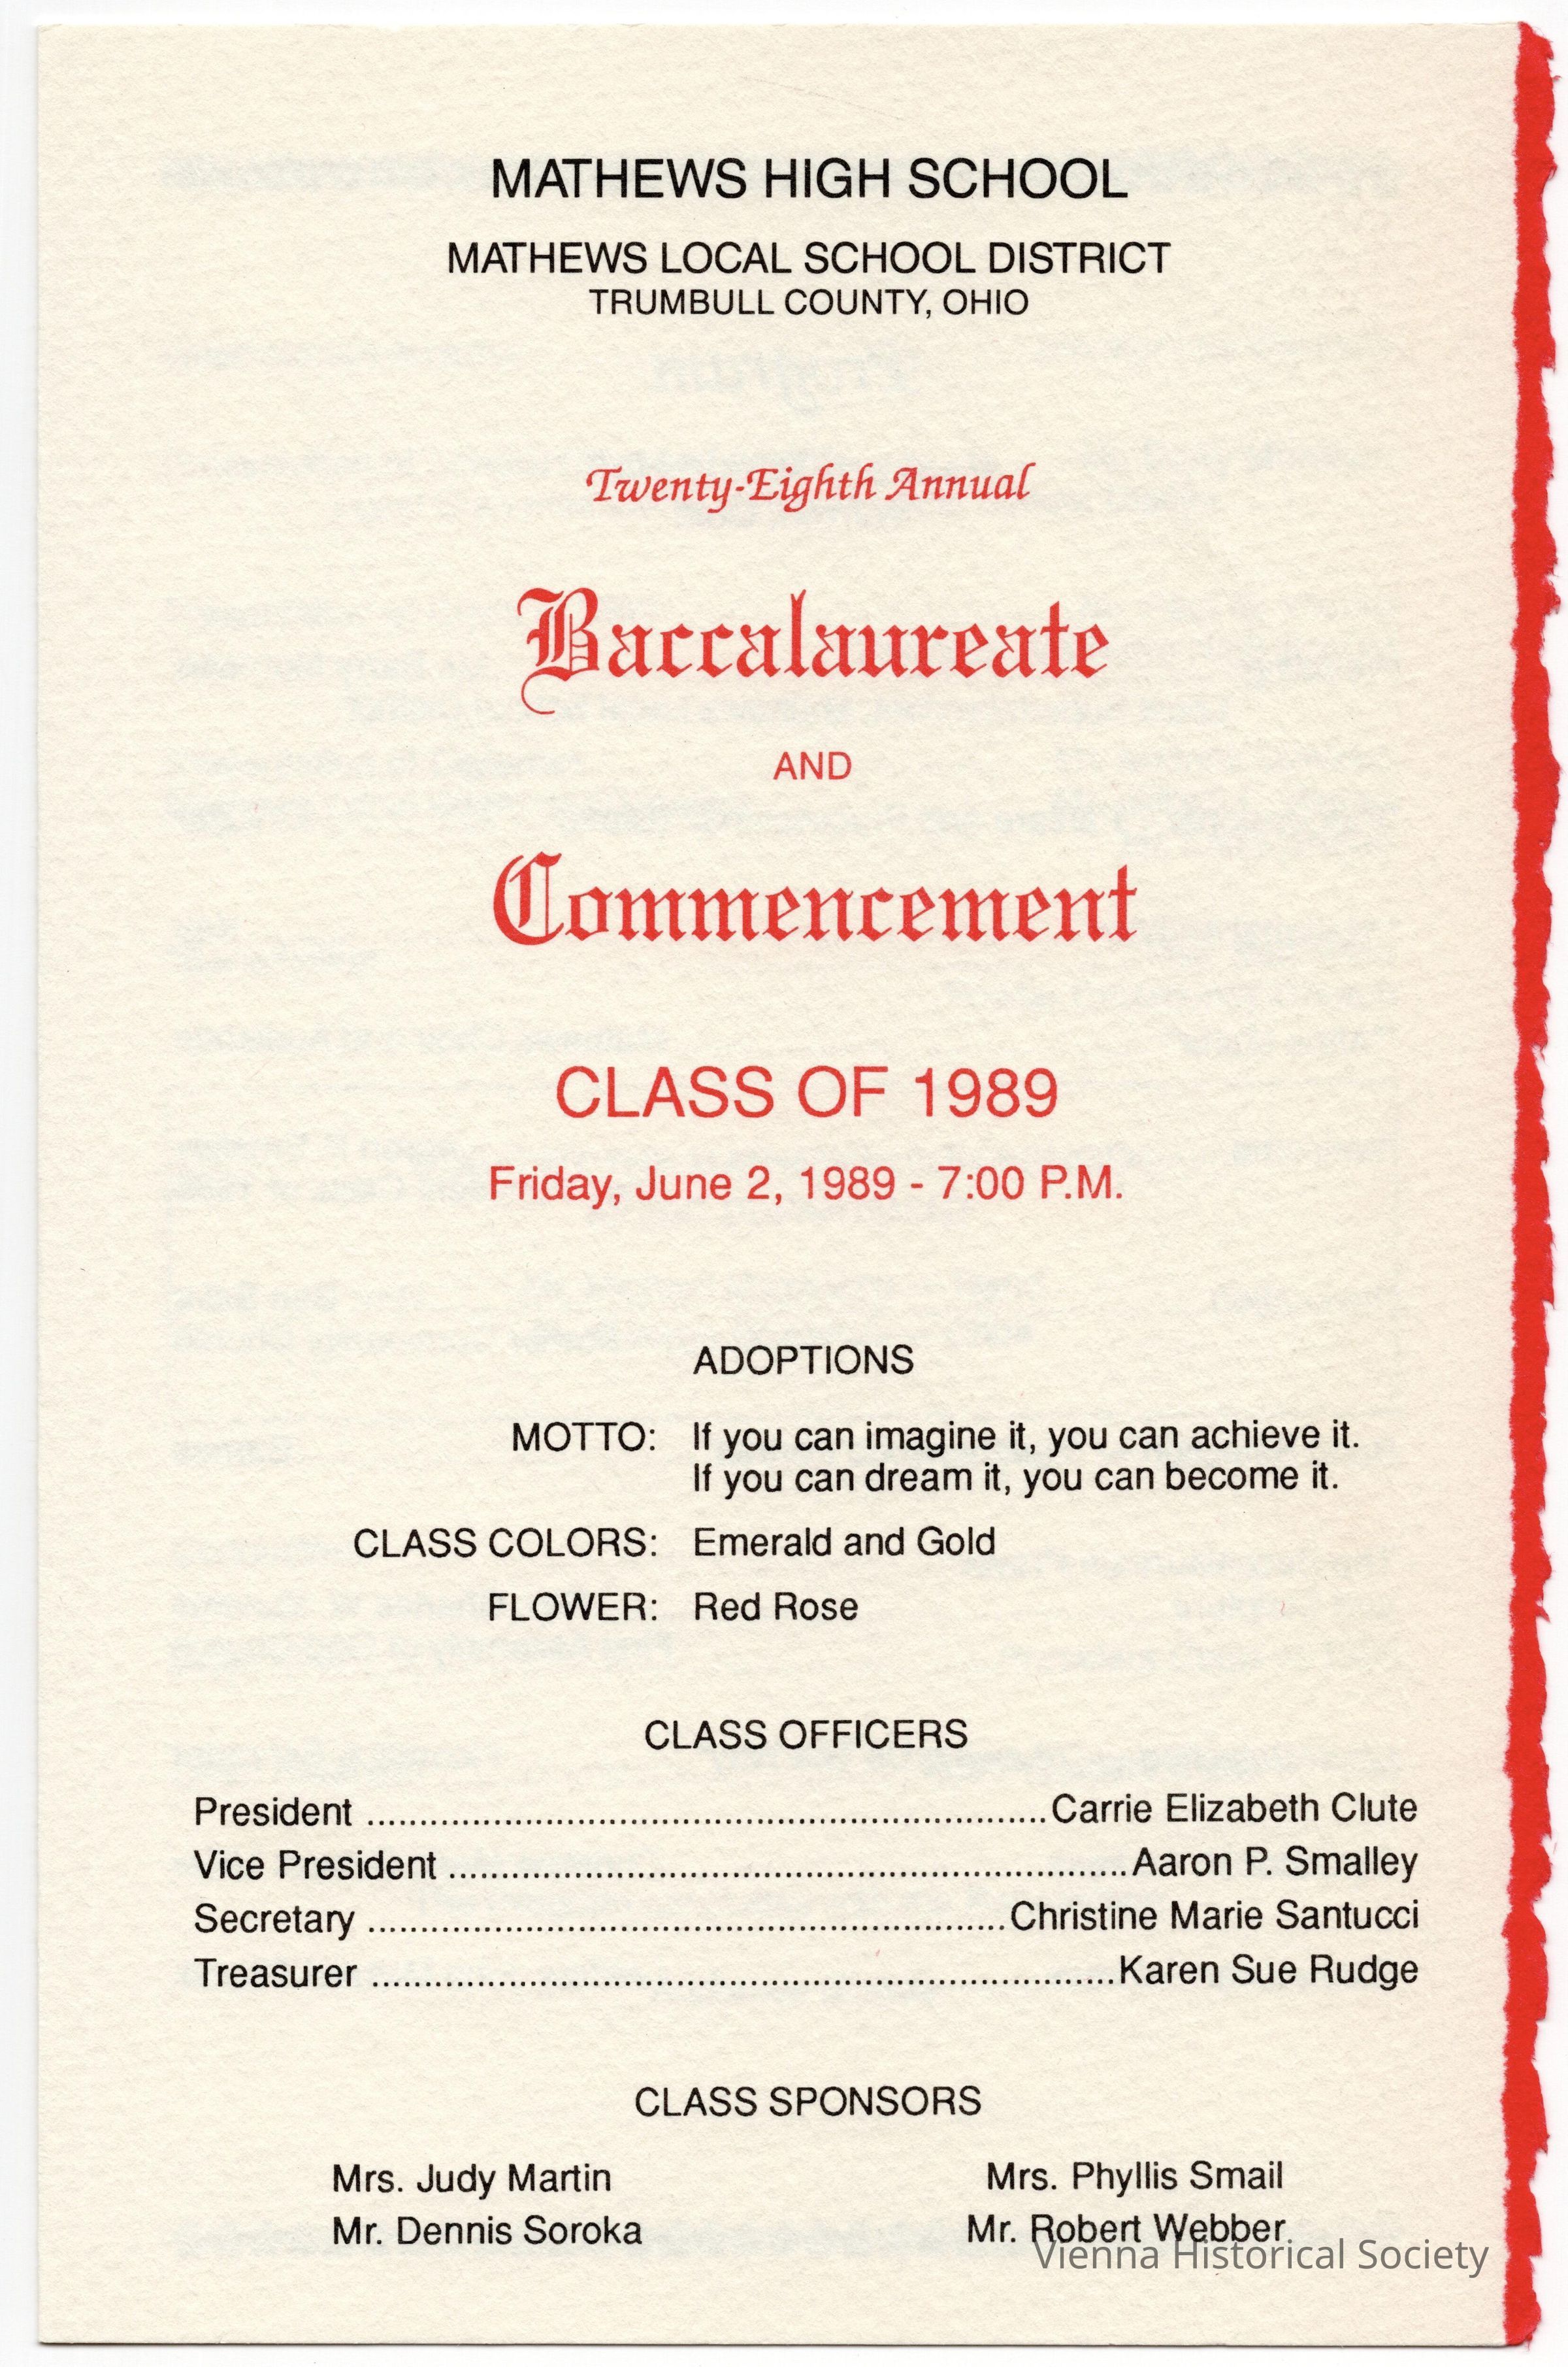 MATHEWS HIGH SCHOOL
MATHEWS LOCAL SCHOOL DISTRICT
TRUMBULL COUNTY, OHIO
Twenty-Eighth Annual
Baccalaureate
AND
Commencement
CLASS OF 1989
Friday, June 2, 1989 - 7:00 P.M.
ADOPTIONS
MOTTO: If you can imagine it, you can achieve it.
If you can dream it, you can become it.
CLASS COLORS: Emerald and Gold
FLOWER: Red Rose
CLASS OFFICERS
President ................................................................. Carrie Elizabeth Clute
Vice President ................................................................. Aaron P. Smalley
Secretary ............................................................. Christine Marie Santucci
Treasurer ....................................................................... Karen Sue Rudge
CLASS SPONSORS
Mrs. Judy Martin Mrs. Phyllis Smail
Mr. Dennis Soroka Mr. Robert Webber
Vienna Historical Society